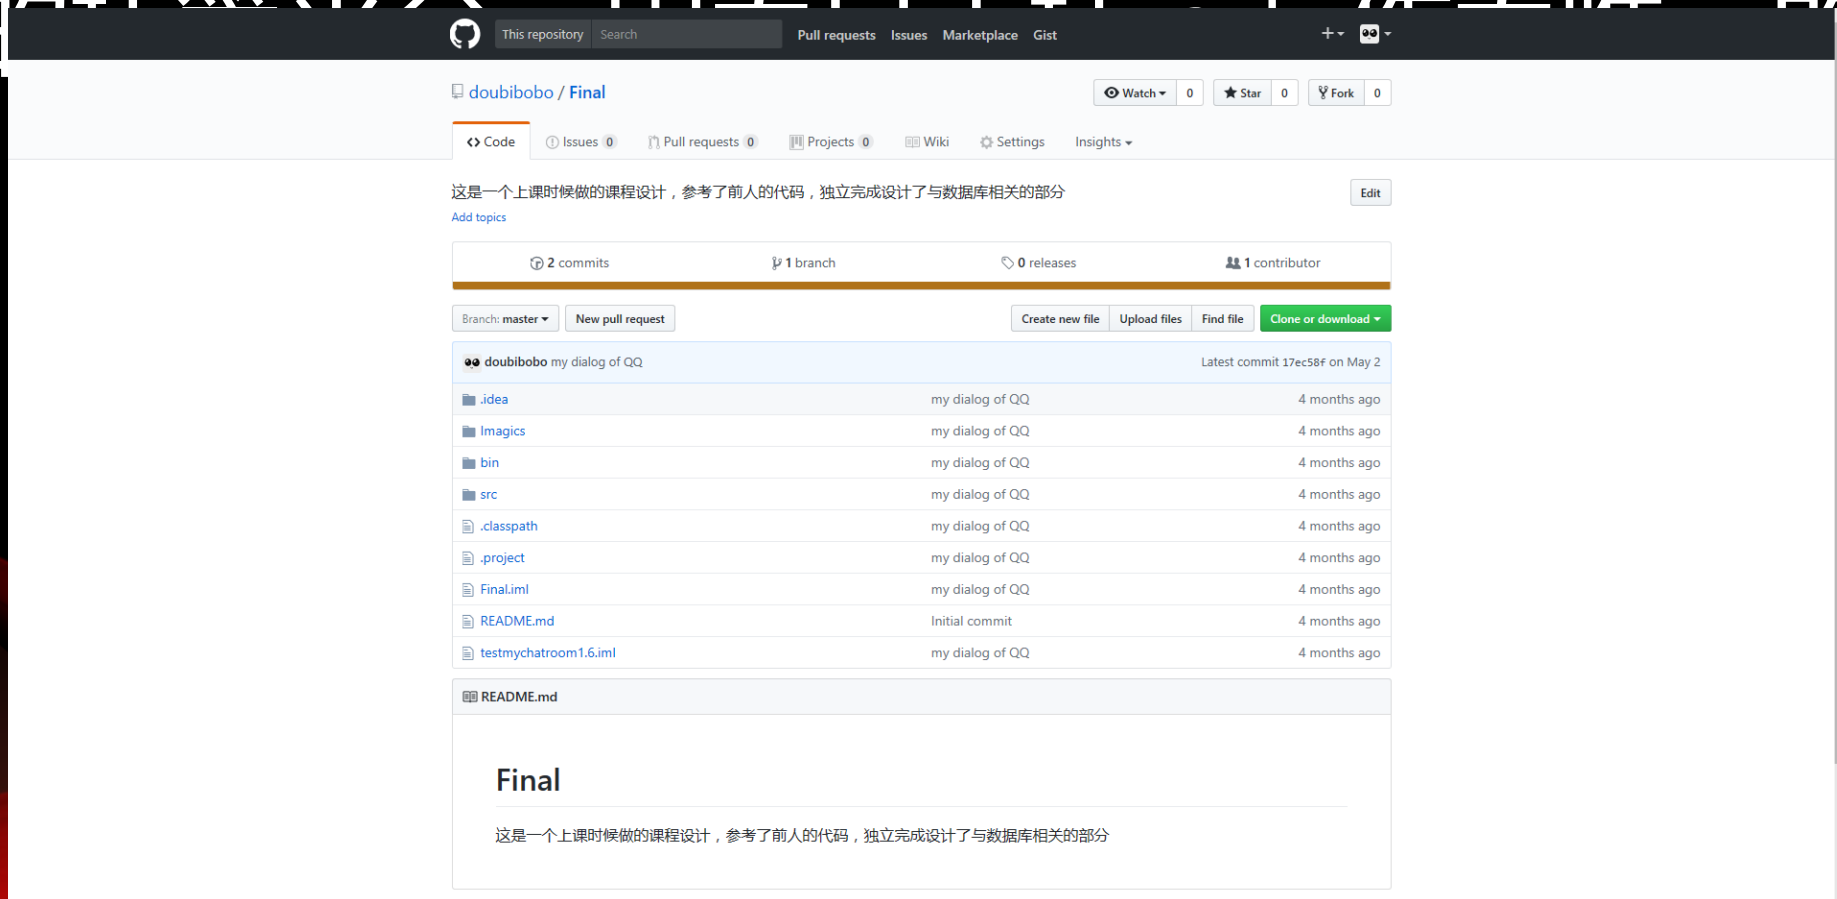 This repository Search Pull requests Issues Marketplace Gist
doubibobo / Final Watch 0 Star 0 Fork 0
Code Issues 0 Pull requests 0 Projects 0 Wiki Settings Insights
这是一个上课时候做的课程设计，参考了前人的代码，独立完成设计了与数据库相关的部分 Edit
Add topics
2 commits 1 branch 0 releases 1 contributor
Branch: master New pull request Create new file Upload files Find file Clone or download
doubibobo my dialog of QQ Latest commit 17ec58f on May 2
.idea my dialog of QQ 4 months ago
Imagics my dialog of QQ 4 months ago
bin my dialog of QQ 4 months ago
src my dialog of QQ 4 months ago
.classpath my dialog of QQ 4 months ago
.project my dialog of QQ 4 months ago
Final.iml my dialog of QQ 4 months ago
README.md Initial commit 4 months ago
testmychatroom1.6.iml my dialog of QQ 4 months ago
README.md
Final
这是一个上课时候做的课程设计，参考了前人的代码，独立完成设计了与数据库相关的部分